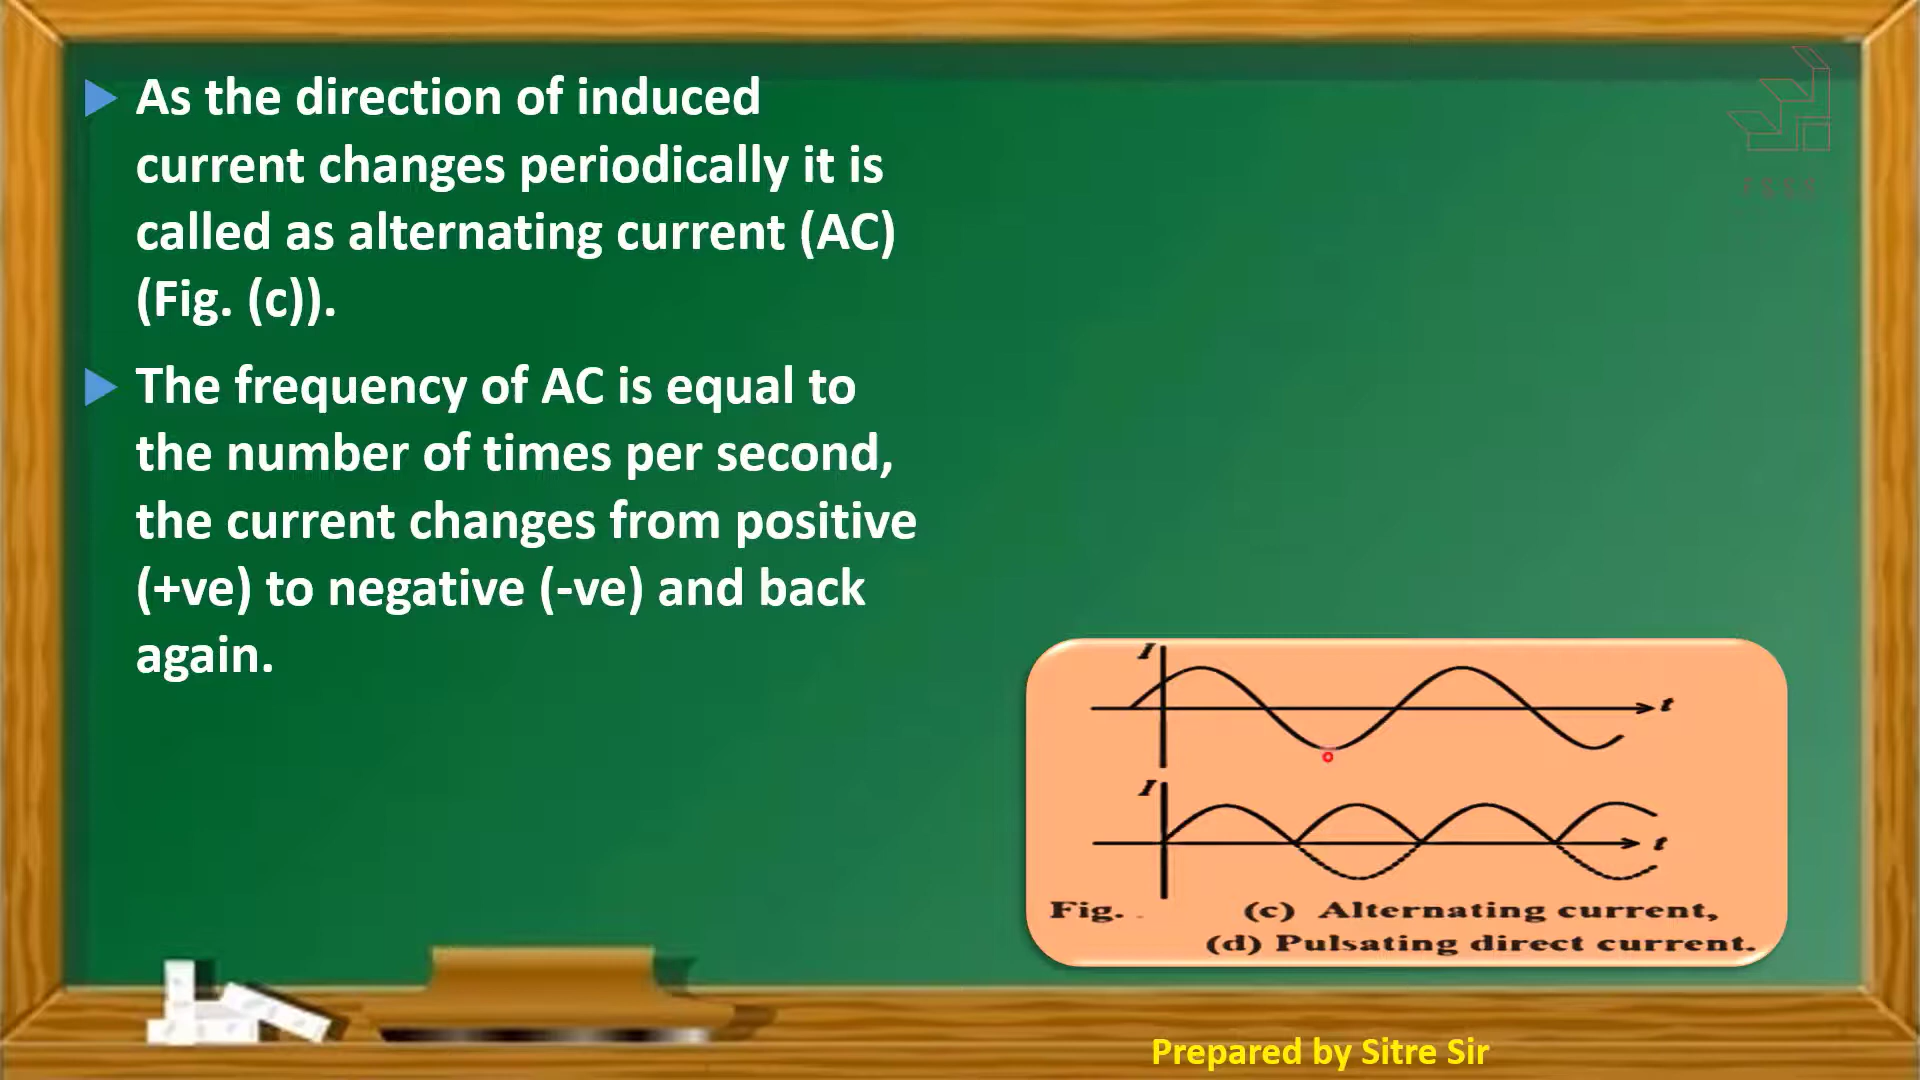 As the direction of induced
current changes periodically it is
called as alternating current (AC)
(Fig. (c)).
The frequency of AC is equal to
the number of times per second,
the current changes from positive
(+ve) to negative (-ve) and back
again.
I
t
I
t
Fig. (c) Alternating current,
(d) Pulsating direct current.
Prepared by Sitre Sir